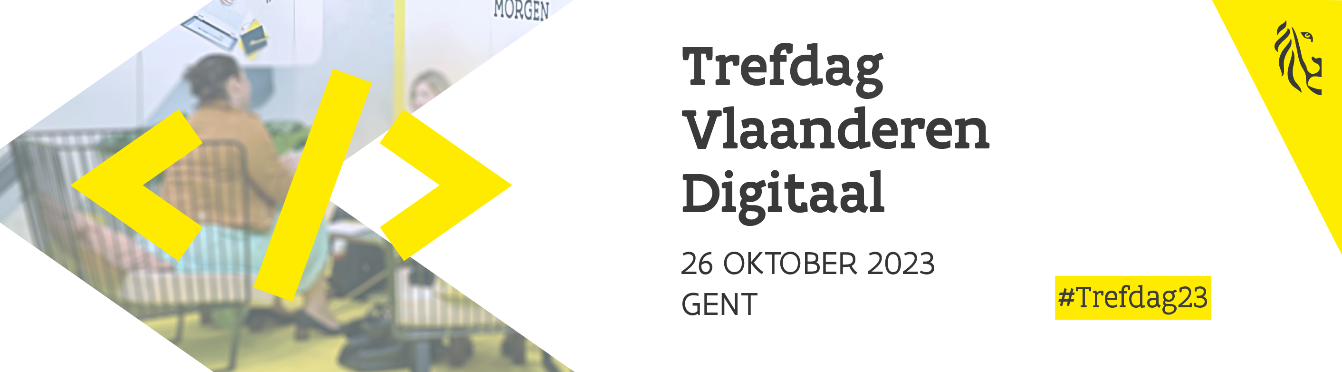 MORGEN
Trefdag
Vlaanderen
Digitaal
26 OKTOBER 2023
GENT
#Trefdag23